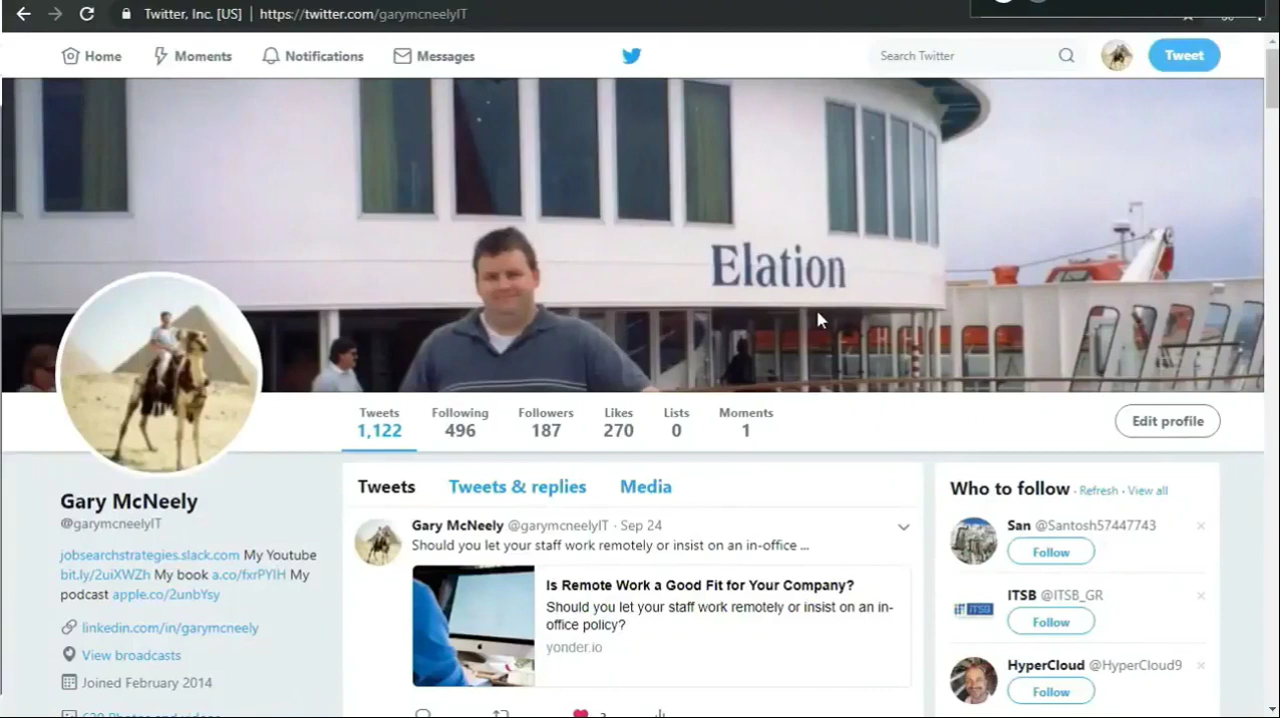 Twitter, Inc. [US] | https://twitter.com/garymcneelyIT
Home Moments Notifications Messages Search Twitter Tweet
Elation
Tweets Following Followers Likes Lists Moments
1,122 496 187 270 0 1
Edit profile
Gary McNeely
@garymcneelyIT
jobsearchstrategies.slack.com My Youtube
bit.ly/2uiXWZh My book a.co/fxrPYIH My
podcast apple.co/2unbYsy
linkedin.com/in/garymcneely
View broadcasts
Joined February 2014
Tweets Tweets & replies Media
Gary McNeely @garymcneelyIT · Sep 24
Should you let your staff work remotely or insist on an in-office ...
Is Remote Work a Good Fit for Your Company?
Should you let your staff work remotely or insist on an in-
office policy?
yonder.io
Who to follow · Refresh · View all
San @Santosh57447743
Follow
ITSB @ITSB_GR
Follow
HyperCloud @HyperCloud9
Follow